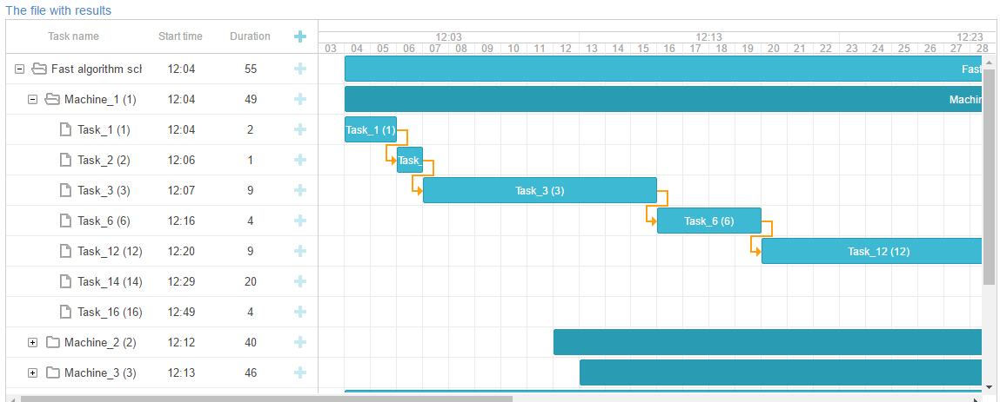 The file with results
Task name Start time Duration
12:03 12:13 12:23
03 04 05 06 07 08 09 10 11 12 13 14 15 16 17 18 19 20 21 22 23 24 25 26 27 28
Fast algorithm sch 12:04 55 Fast
Machine_1 (1) 12:04 49 Machin
Task_1 (1) 12:04 2 Task_1 (1)
Task_2 (2) 12:06 1 Task_
Task_3 (3) 12:07 9 Task_3 (3)
Task_6 (6) 12:16 4 Task_6 (6)
Task_12 (12) 12:20 9 Task_12 (12)
Task_14 (14) 12:29 20
Task_16 (16) 12:49 4
Machine_2 (2) 12:12 40
Machine_3 (3) 12:13 46